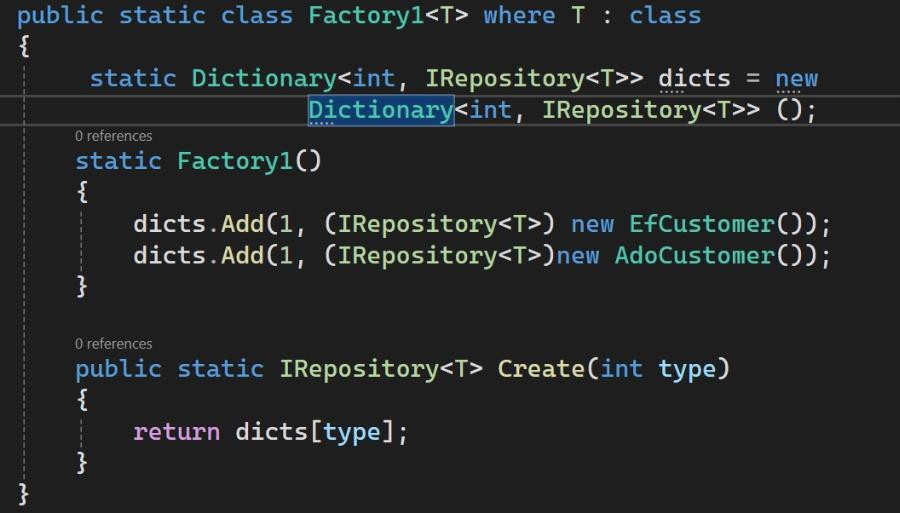 public static class Factory1<T> where T : class
{
static Dictionary<int, IRepository<T>> dicts = new
Dictionary<int, IRepository<T>> ();
0 references
static Factory1()
{
dicts.Add(1, (IRepository<T>) new EfCustomer());
dicts.Add(1, (IRepository<T>)new AdoCustomer());
}
0 references
public static IRepository<T> Create(int type)
{
return dicts[type];
}
}